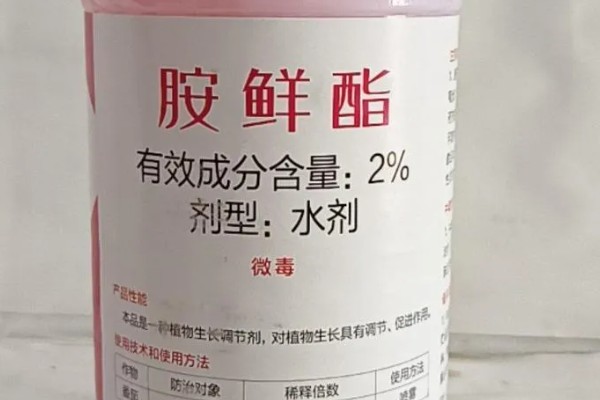 胺鲜酯
有效成分含量：2%
剂型：水剂
微毒
产品性能
本品是一种植物生长调节剂，对植物生长具有调节、促进作用。
使用技术和使用方法
作物 防治对象 稀释倍数 使用方法
喷雾